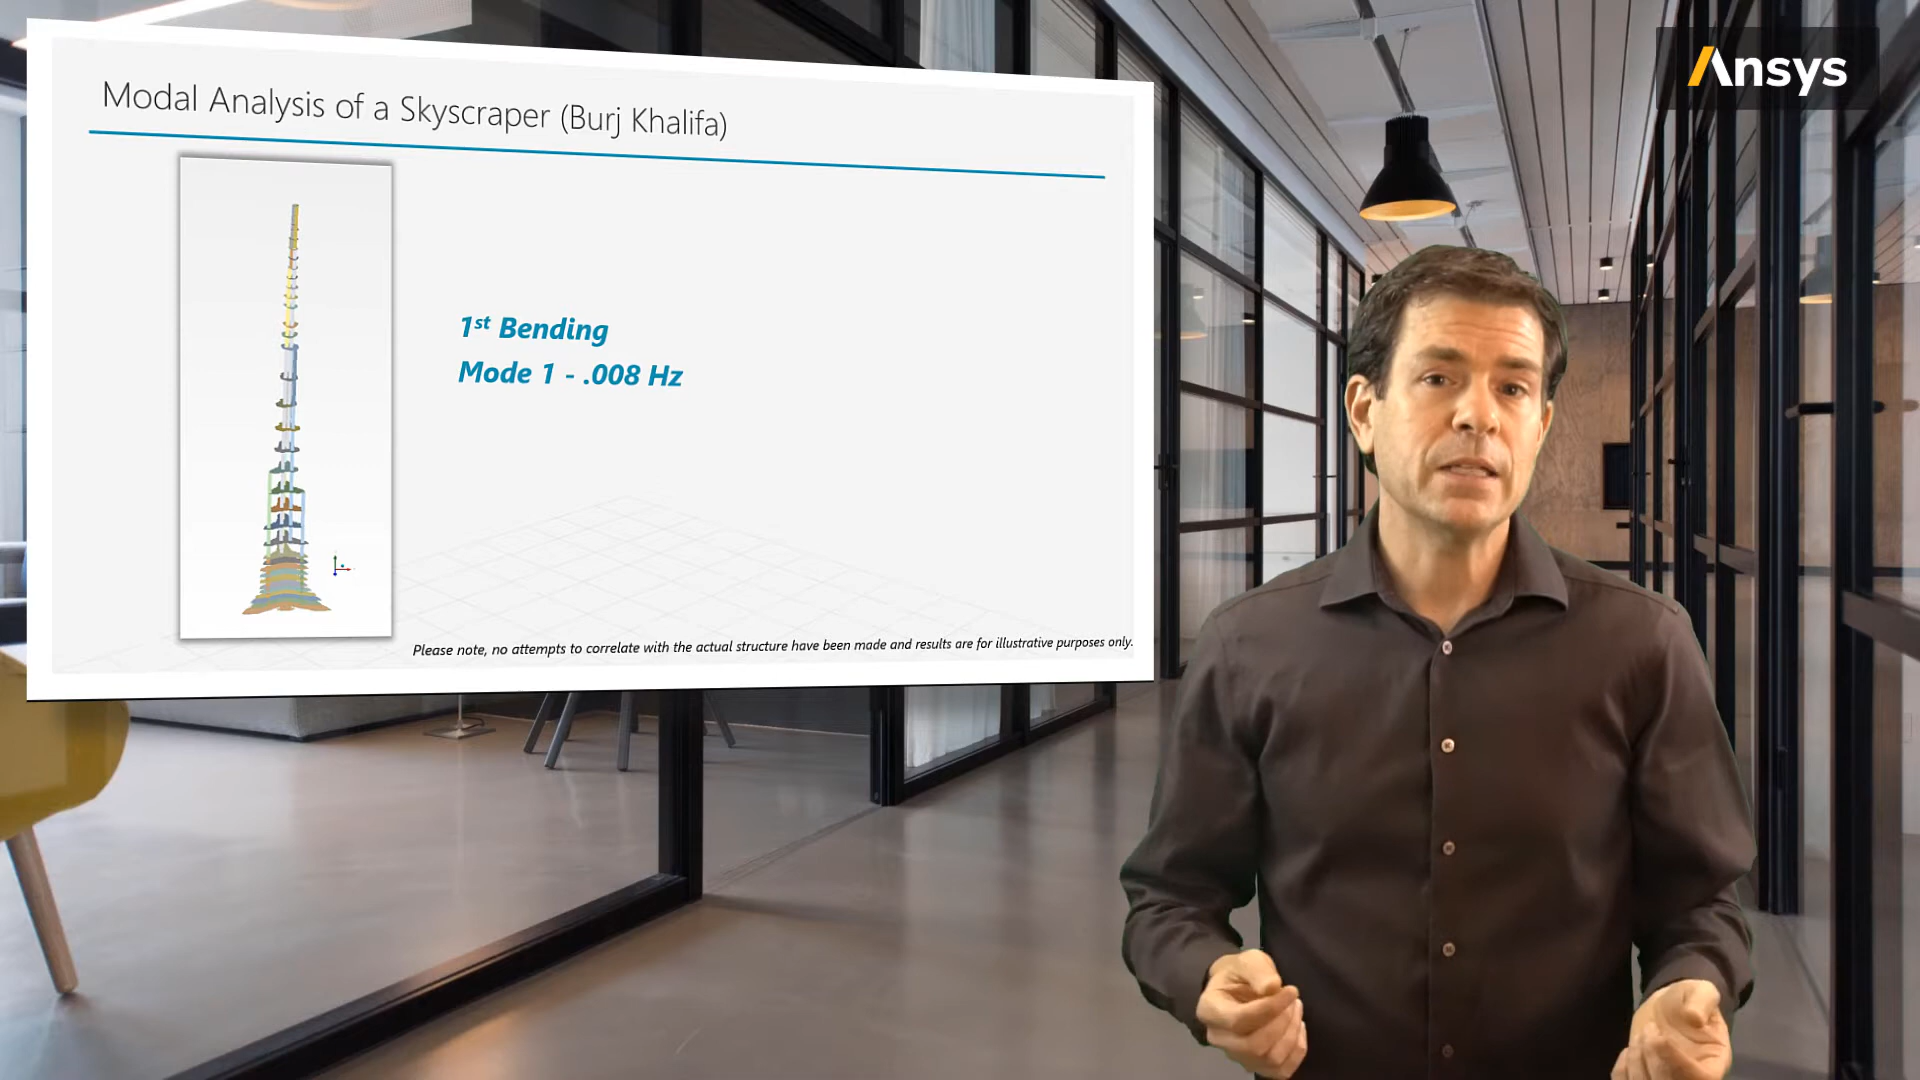 Modal Analysis of a Skyscraper (Burj Khalifa)
Ansys
1st Bending
Mode 1 - .008 Hz
Please note, no attempts to correlate with the actual structure have been made and results are for illustrative purposes only.